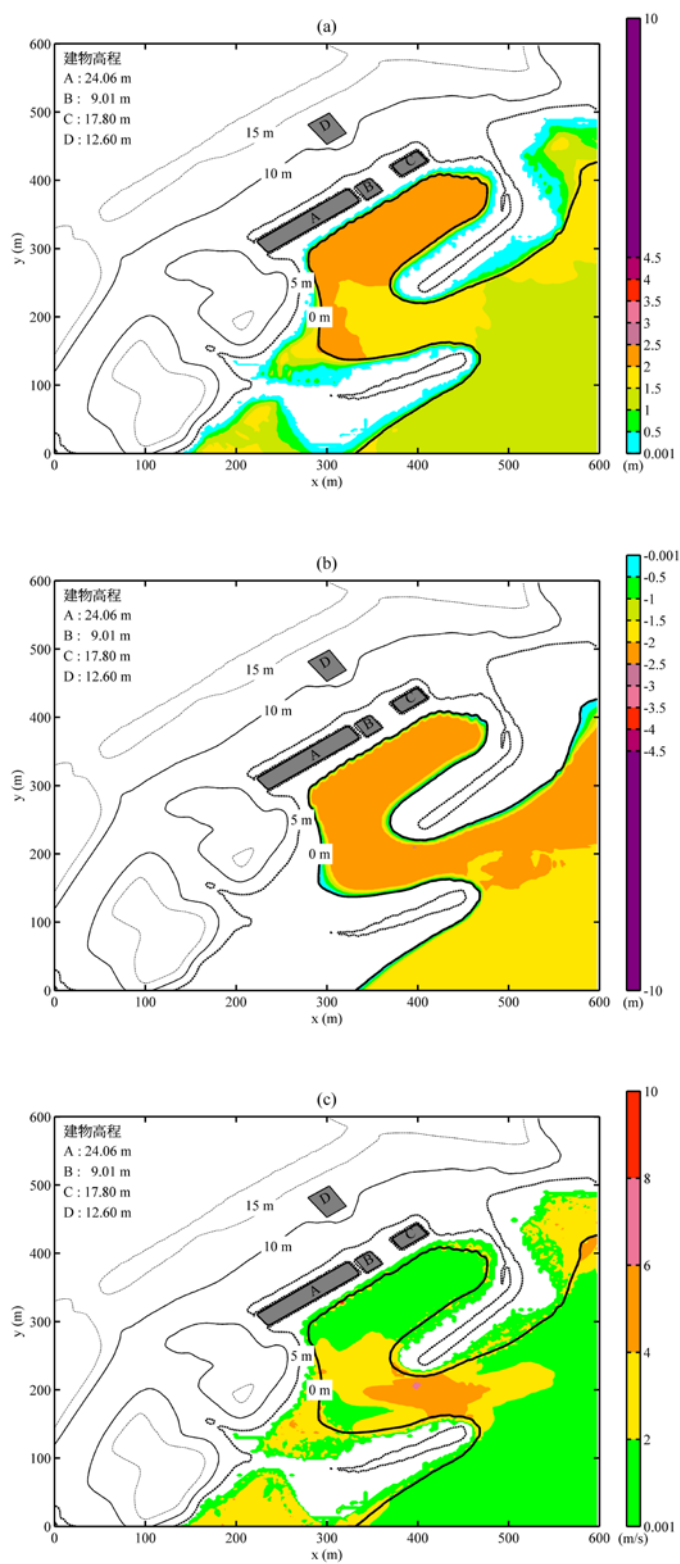 (a)
建物高程
A : 24.06 m
B : 9.01 m
C : 17.80 m
D : 12.60 m
600
500
400
300
200
100
0
y (m)
15 m
10 m
5 m
0 m
A
B
C
D
0 100 200 300 400 500 600
x (m)
10
4.5
4
3.5
3
2.5
2
1.5
1
0.5
0.001
(m)
(b)
建物高程
A : 24.06 m
B : 9.01 m
C : 17.80 m
D : 12.60 m
600
500
400
300
200
100
0
y (m)
15 m
10 m
5 m
0 m
A
B
C
D
0 100 200 300 400 500 600
x (m)
-0.001
-0.5
-1
-1.5
-2
-2.5
-3
-3.5
-4
-4.5
-10
(m)
(c)
建物高程
A : 24.06 m
B : 9.01 m
C : 17.80 m
D : 12.60 m
600
500
400
300
200
100
0
y (m)
15 m
10 m
5 m
0 m
A
B
C
D
0 100 200 300 400 500 600
x (m)
10
8
6
4
2
0.001
(m/s)